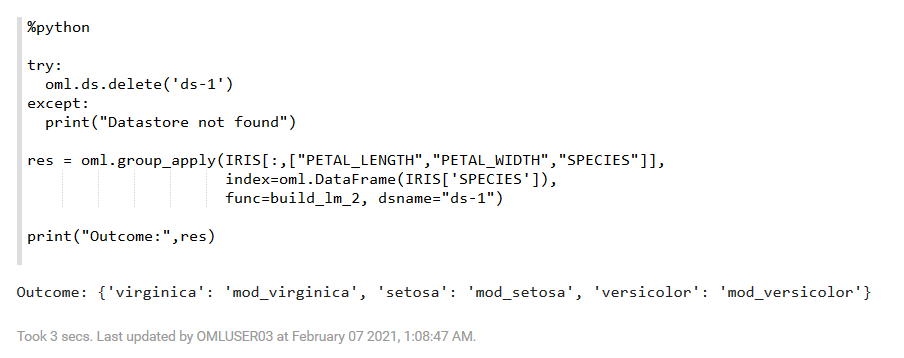 %python
try:
  oml.ds.delete('ds-1')
except:
  print("Datastore not found")
res = oml.group_apply(IRIS[:,["PETAL_LENGTH","PETAL_WIDTH","SPECIES"]],
                      index=oml.DataFrame(IRIS['SPECIES']),
                      func=build_lm_2, dsname="ds-1")
print("Outcome:",res)
Outcome: {'virginica': 'mod_virginica', 'setosa': 'mod_setosa', 'versicolor': 'mod_versicolor'}
Took 3 secs. Last updated by OMLUSER03 at February 07 2021, 1:08:47 AM.